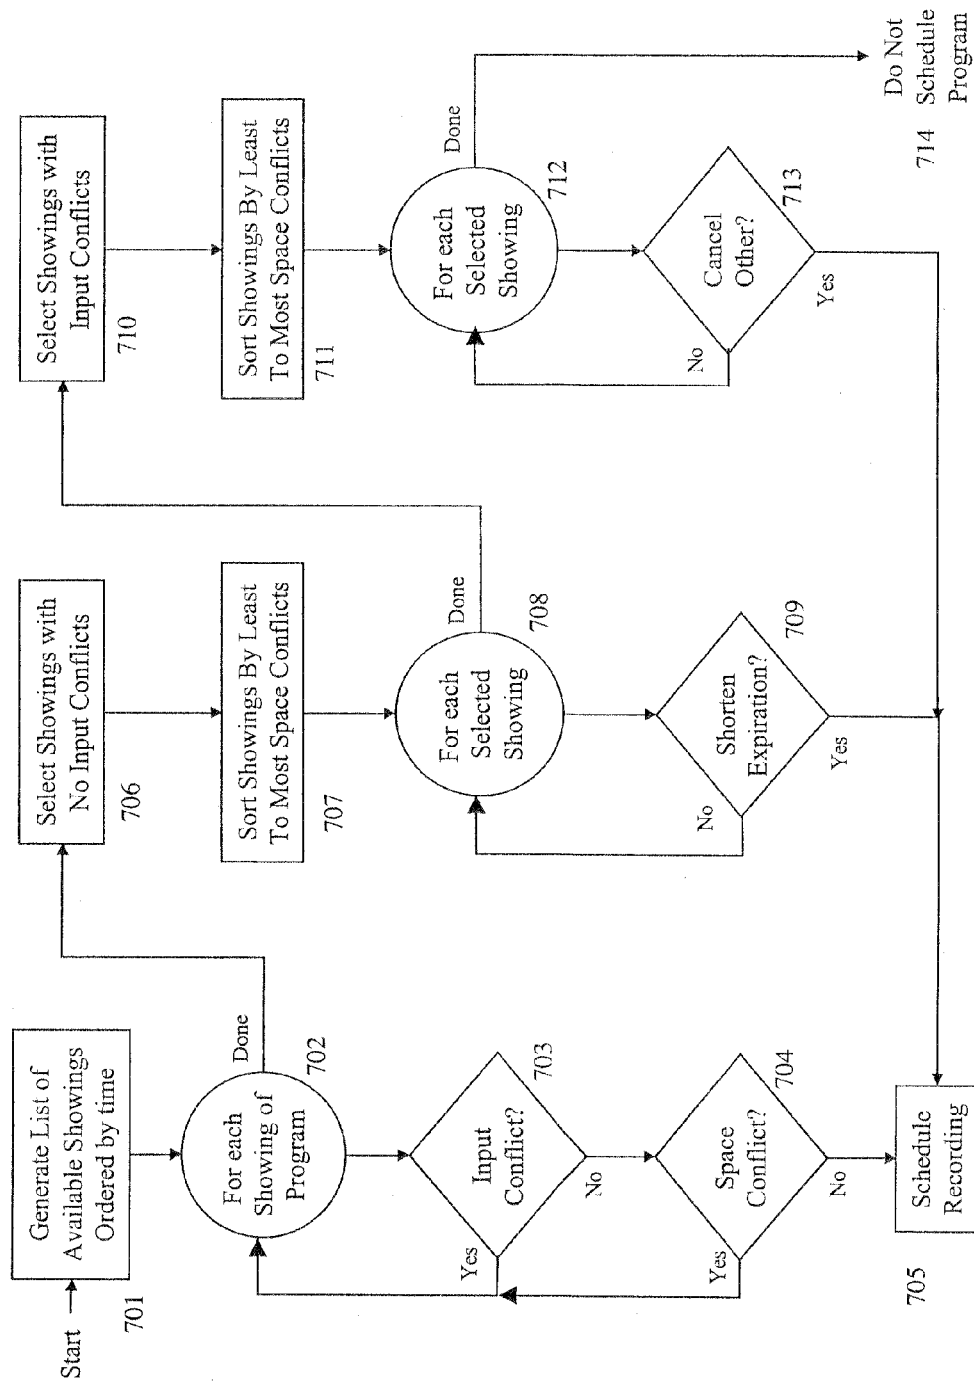 Start
Generate List of
Available Showings
Ordered by time
701
For each
Showing of
Program
Done
702
Input
Conflict?
703
Yes
No
Space
Conflict?
704
Yes
No
Schedule
Recording
705
Select Showings with
No Input Conflicts
706
Sort Showings By Least
To Most Space Conflicts
707
For each
Selected
Showing
Done
708
Shorten
Expiration?
709
No
Yes
Select Showings with
Input Conflicts
710
Sort Showings By Least
To Most Space Conflicts
711
For each
Selected
Showing
Done
712
Cancel
Other?
713
No
Yes
714
Do Not
Schedule
Program